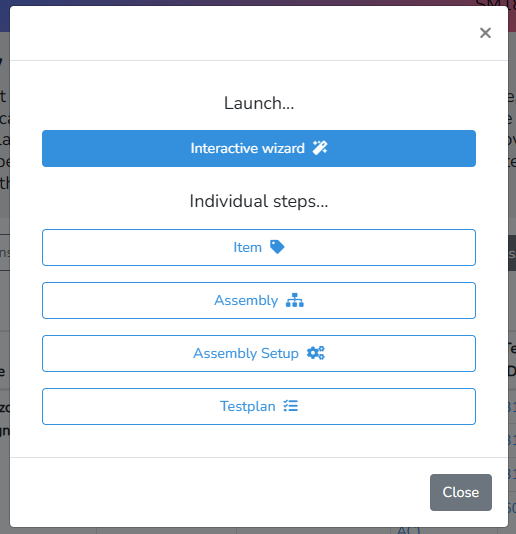 ×
Launch...
Interactive wizard
Individual steps...
Item
Assembly
Assembly Setup
Testplan
Close